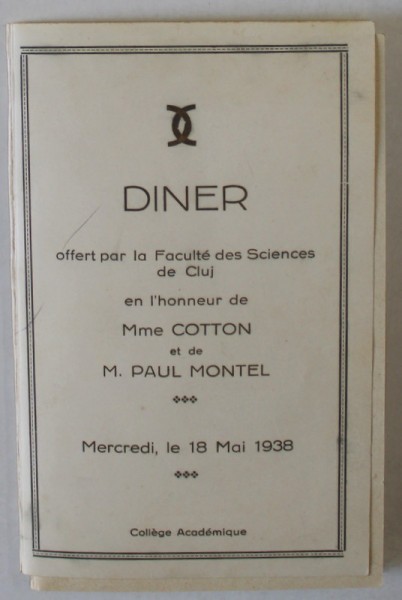 DINER
offert par la Faculté des Sciences
de Cluj
en l'honneur de
Mme COTTON
et de
M. PAUL MONTEL
Mercredi, le 18 Mai 1938
Collège Académique